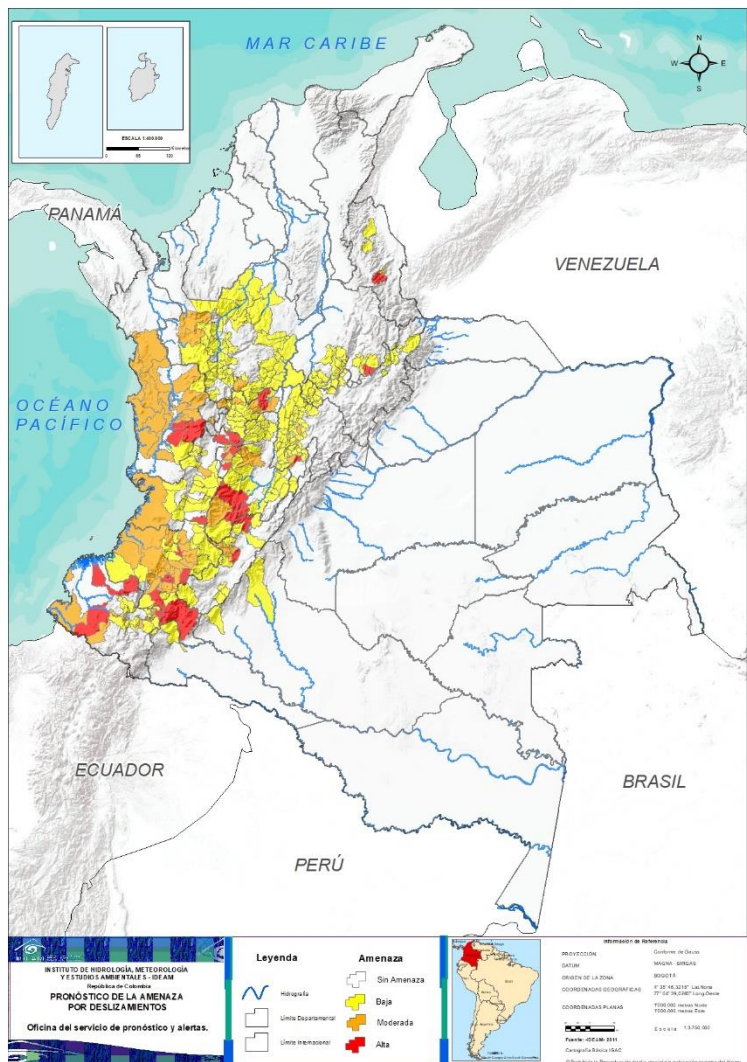 MAR CARIBE
N
W E
S
ESCALA 1:400.000
PANAMÁ
VENEZUELA
OCÉANO
PACÍFICO
ECUADOR
BRASIL
PERÚ
INSTITUTO DE HIDROLOGÍA, METEOROLOGÍA
Y ESTUDIOS AMBIENTALES - IDEAM
República de Colombia
PRONÓSTICO DE LA AMENAZA
POR DESLIZAMIENTOS
Oficina del servicio de pronóstico y alertas.
Leyenda
Hidrografía
Límite Departamental
Límite Internacional
Amenaza
Sin Amenaza
Baja
Moderada
Alta
Información de Referencia
PROYECCIÓN
DATUM
MAGNA - SIRGAS
ORIGEN DE LA ZONA
BOGOTÁ
COORDENADAS GEOGRÁFICAS
COORDENADAS PLANAS
Escala
Fuente: -IDEAM- 2011
Cartografía Básica IGAC